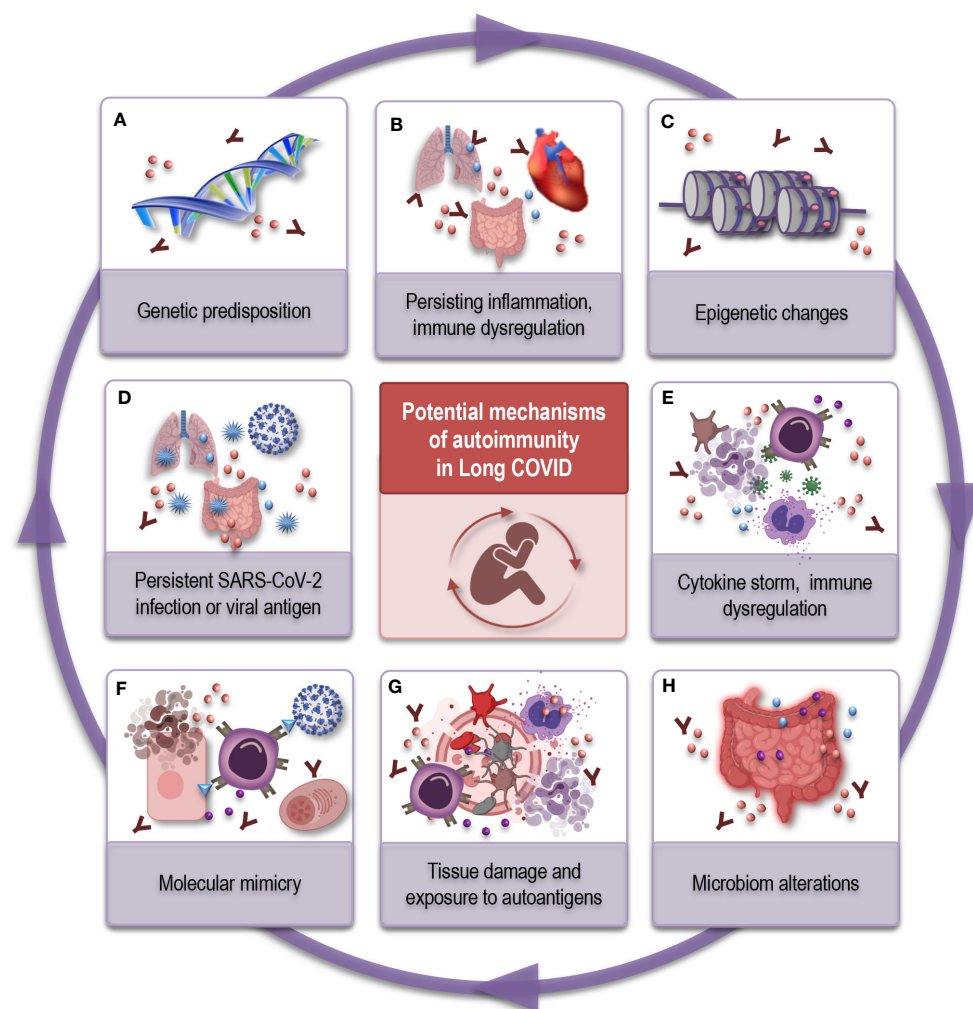 A
Genetic predisposition
B
Persisting inflammation,
immune dysregulation
C
Epigenetic changes
D
Persistent SARS-CoV-2
infection or viral antigen
Potential mechanisms
of autoimmunity
in Long COVID
E
Cytokine storm, immune
dysregulation
F
Molecular mimicry
G
Tissue damage and
exposure to autoantigens
H
Microbiom alterations